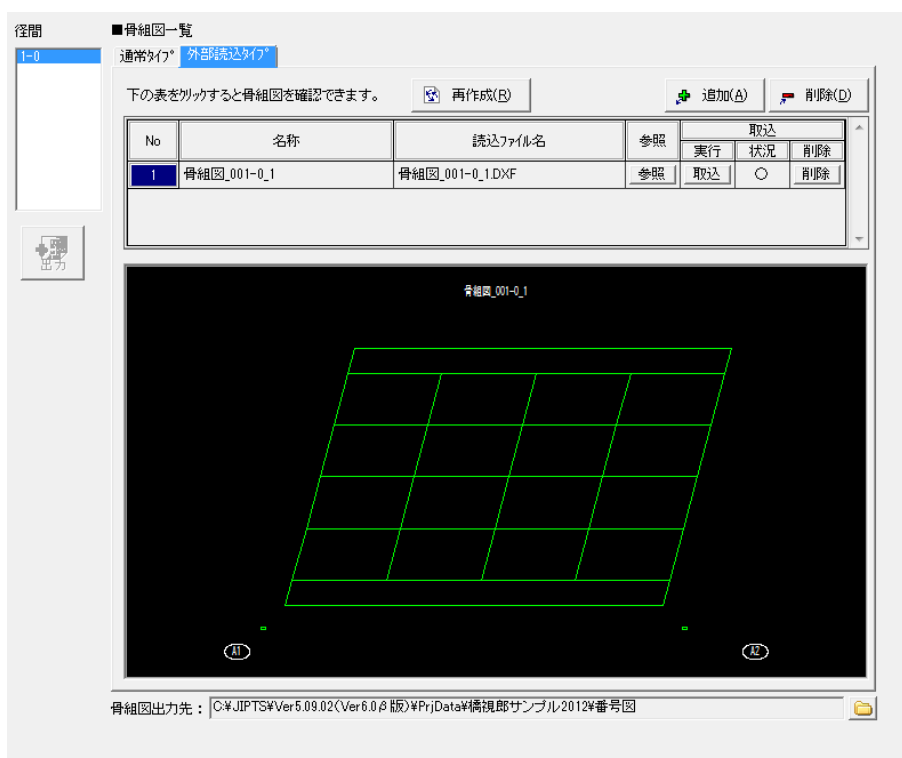 径間
■骨組図一覧
1-0
通常ﾀｲﾌﾟ 外部読込ﾀｲﾌﾟ
下の表をｸﾘｯｸすると骨組図を確認できます。 再作成(R) 追加(A) 削除(D)
No 名称 読込ﾌｧｲﾙ名 参照 取込
実行 状況 削除
1 骨組図_001-0_1 骨組図_001-0_1.DXF 参照 取込 ○ 削除
出力
骨組図_001-0_1
A1 A2
骨組図出力先： C:¥JIPTS¥Ver5.09.02(Ver6.0β版)¥PrjData¥橋視郎サンプル2012¥番号図